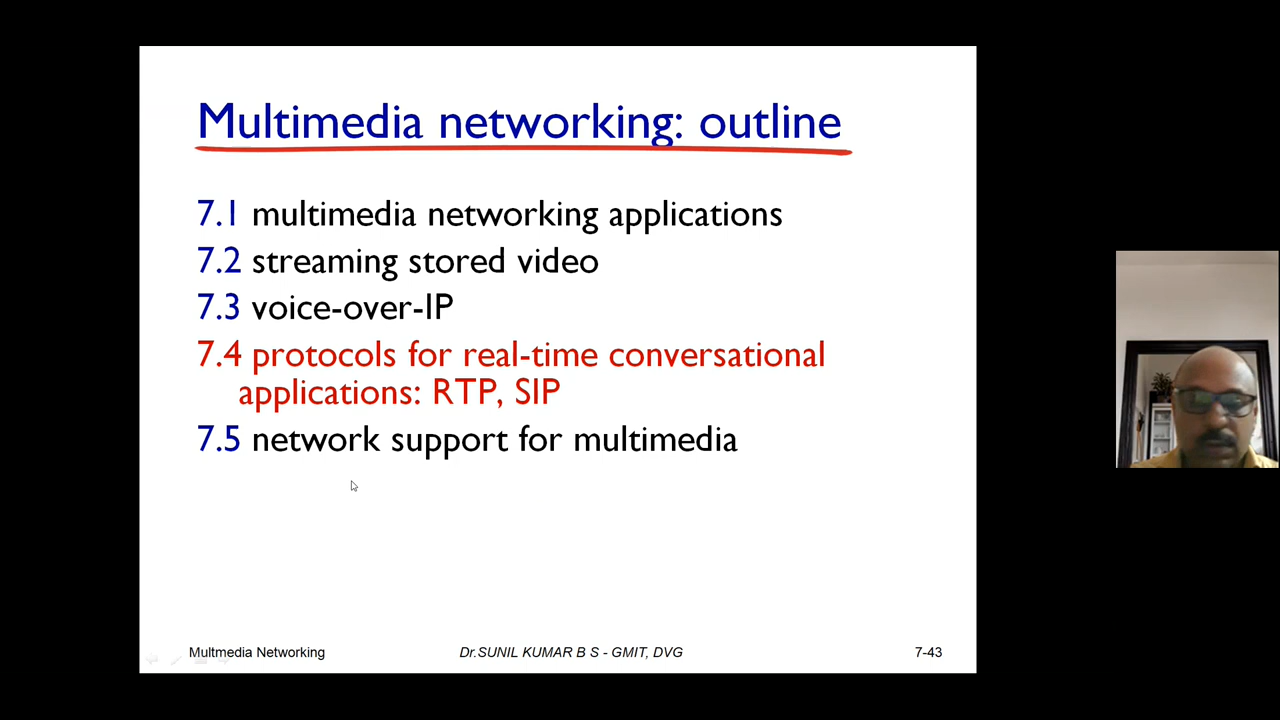 Multimedia networking: outline
7.1 multimedia networking applications
7.2 streaming stored video
7.3 voice-over-IP
7.4 protocols for real-time conversational
applications: RTP, SIP
7.5 network support for multimedia
Multmedia Networking
Dr.SUNIL KUMAR B S - GMIT, DVG
7-43